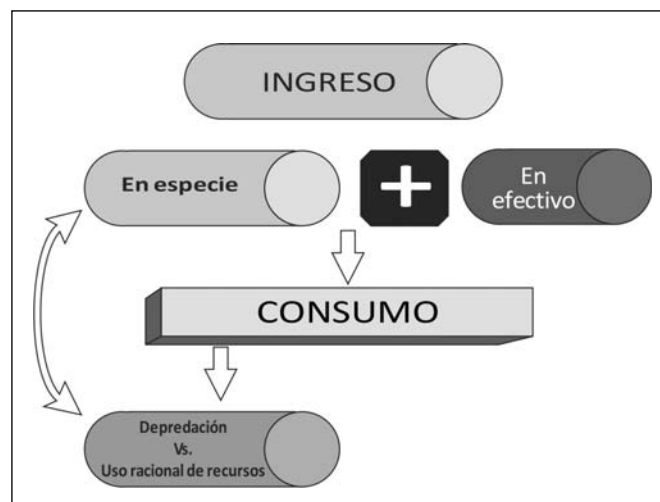 INGRESO
En especie
En
efectivo
CONSUMO
Depredación
Vs.
Uso racional de recursos